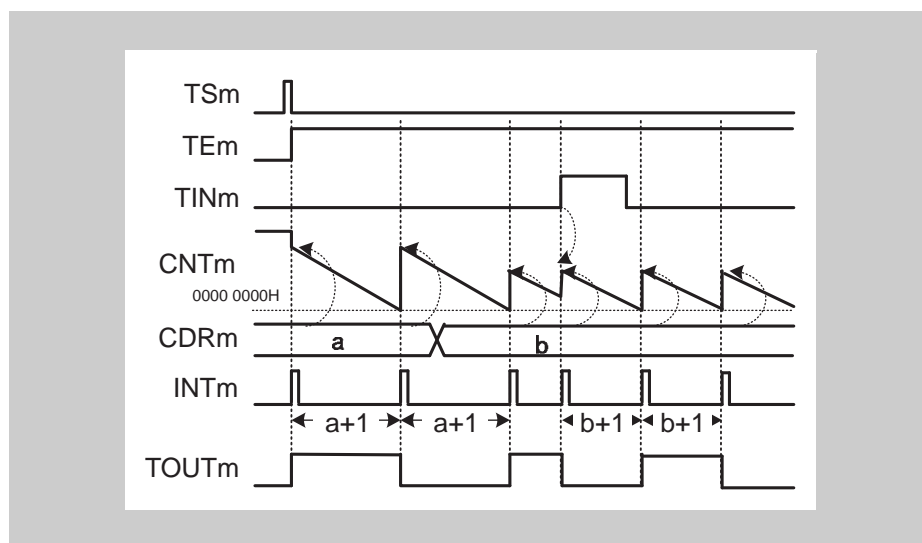 TSm
TEm
TINm
CNTm
0000 0000H
CDRm
a b
INTm
a+1 a+1 b+1 b+1
TOUTm